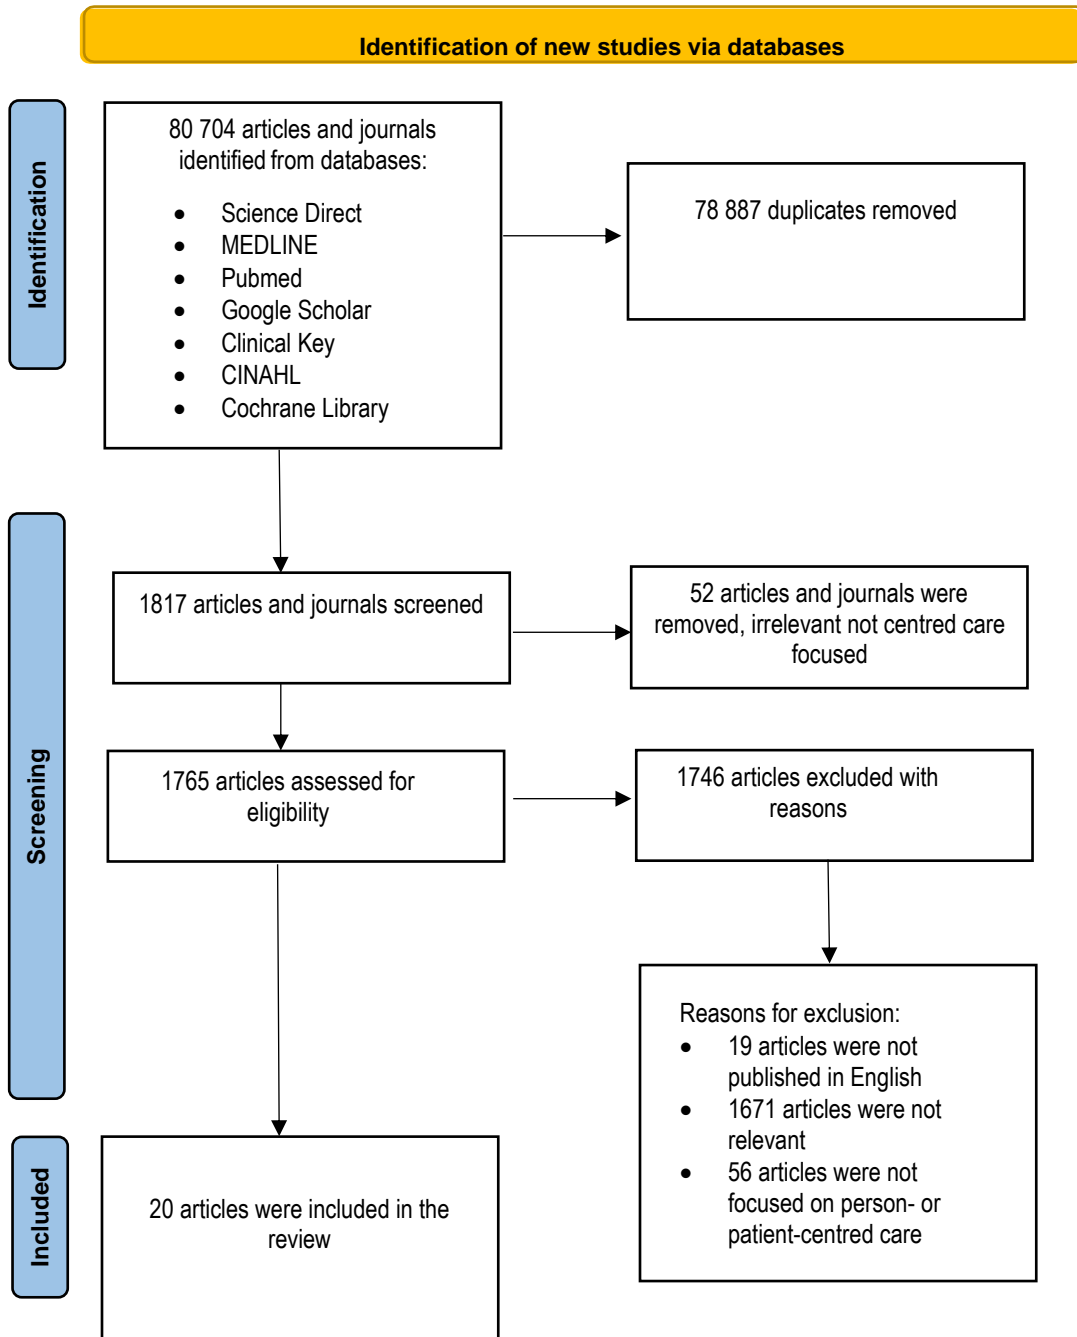 Identification of new studies via databases
Identification
80 704 articles and journals
identified from databases:
• Science Direct
• MEDLINE
• Pubmed
• Google Scholar
• Clinical Key
• CINAHL
• Cochrane Library
78 887 duplicates removed
Screening
1817 articles and journals screened
52 articles and journals were
removed, irrelevant not centred care
focused
1765 articles assessed for
eligibility
1746 articles excluded with
reasons
Reasons for exclusion:
• 19 articles were not
published in English
• 1671 articles were not
relevant
• 56 articles were not
focused on person- or
patient-centred care
Included
20 articles were included in the
review